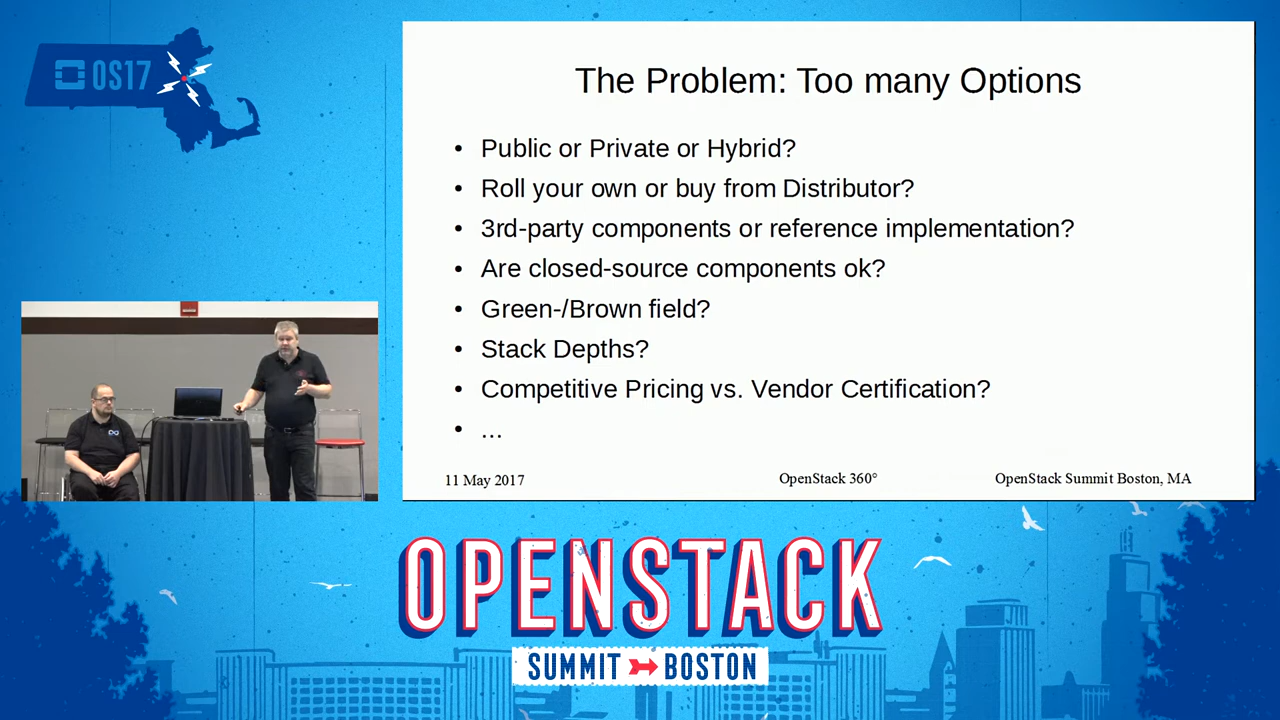 OS17
The Problem: Too many Options
• Public or Private or Hybrid?
• Roll your own or buy from Distributor?
• 3rd-party components or reference implementation?
• Are closed-source components ok?
• Green-/Brown field?
• Stack Depths?
• Competitive Pricing vs. Vendor Certification?
• ...
11 May 2017
OpenStack 360°
OpenStack Summit Boston, MA
OPENSTACK
SUMMIT BOSTON